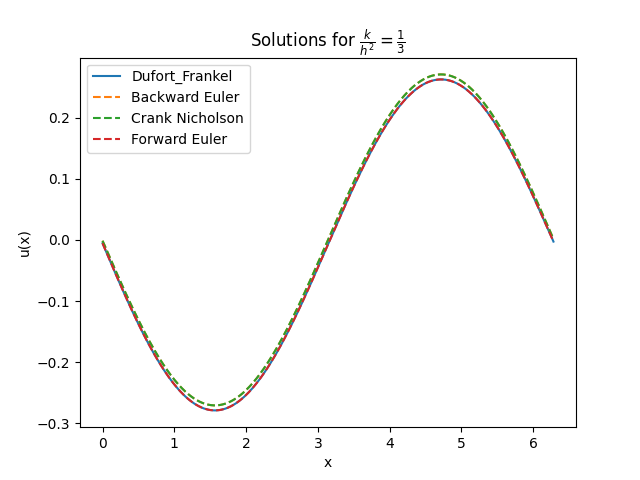 Solutions for k/h² = 1/3
Dufort_Frankel
Backward Euler
Crank Nicholson
Forward Euler
0.2
0.1
0.0
−0.1
−0.2
−0.3
u(x)
0 1 2 3 4 5 6
x